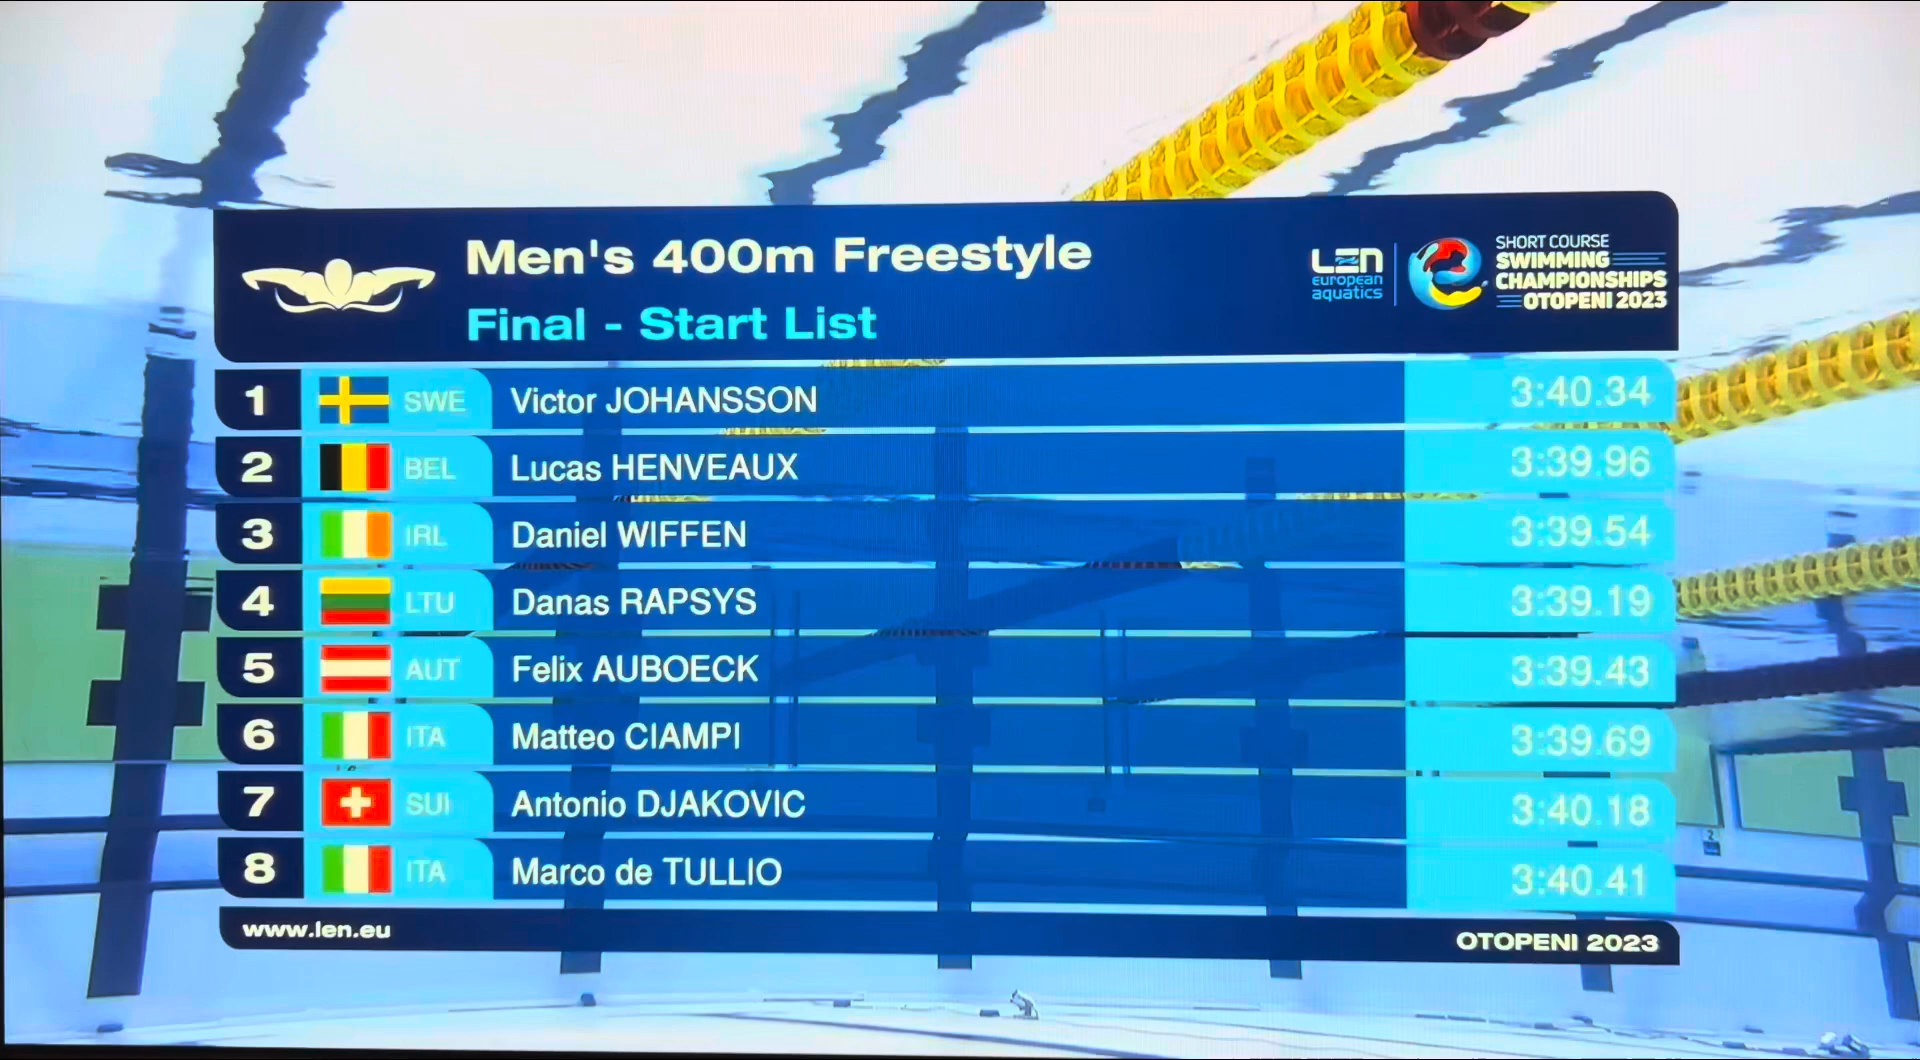 Men's 400m Freestyle
Final - Start List
LEN
european
aquatics
SHORT COURSE
SWIMMING
CHAMPIONSHIPS
OTOPENI 2023
1 SWE Victor JOHANSSON 3:40.34
2 BEL Lucas HENVEAUX 3:39.96
3 IRL Daniel WIFFEN 3:39.54
4 LTU Danas RAPSYS 3:39.19
5 AUT Felix AUBOECK 3:39.43
6 ITA Matteo CIAMPI 3:39.69
7 SUI Antonio DJAKOVIC 3:40.18
8 ITA Marco de TULLIO 3:40.41
www.len.eu
OTOPENI 2023
2